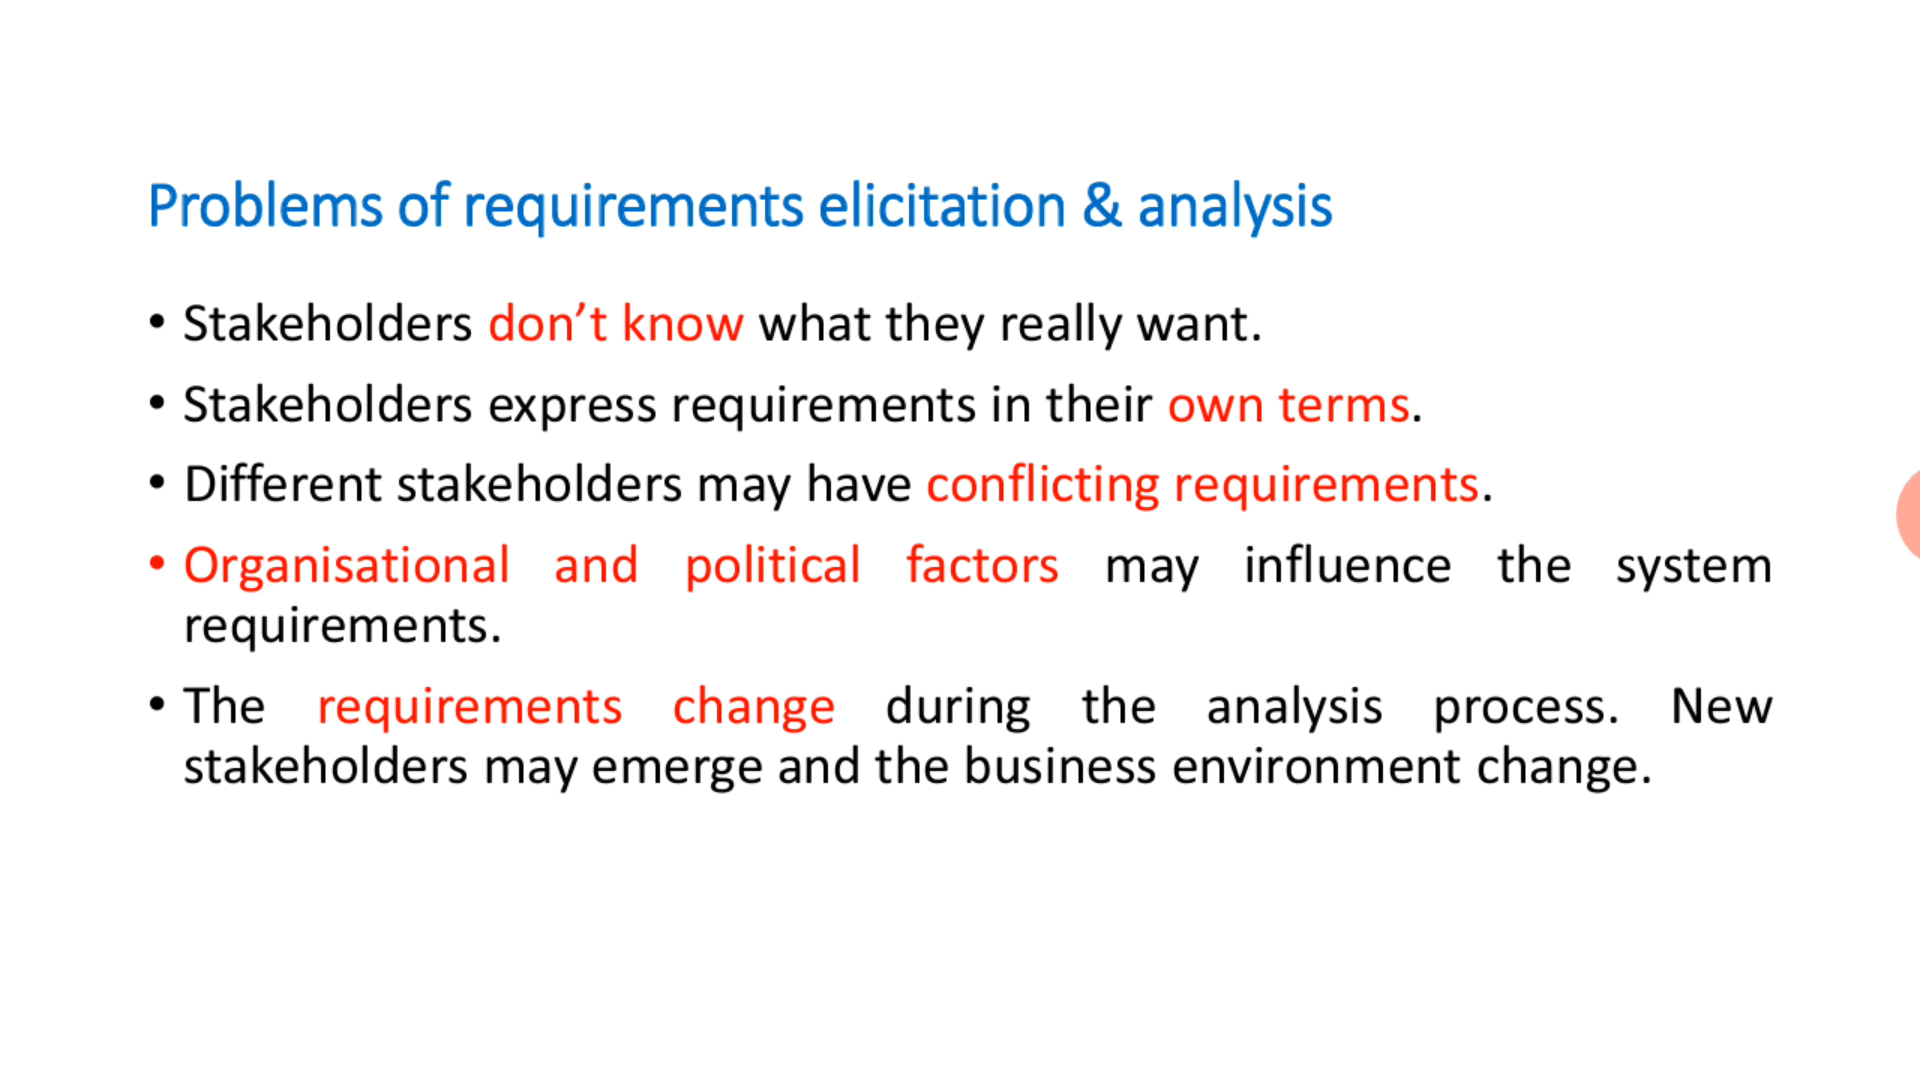 Problems of requirements elicitation & analysis
• Stakeholders don’t know what they really want.
• Stakeholders express requirements in their own terms.
• Different stakeholders may have conflicting requirements.
• Organisational and political factors may influence the system
requirements.
• The requirements change during the analysis process. New
stakeholders may emerge and the business environment change.